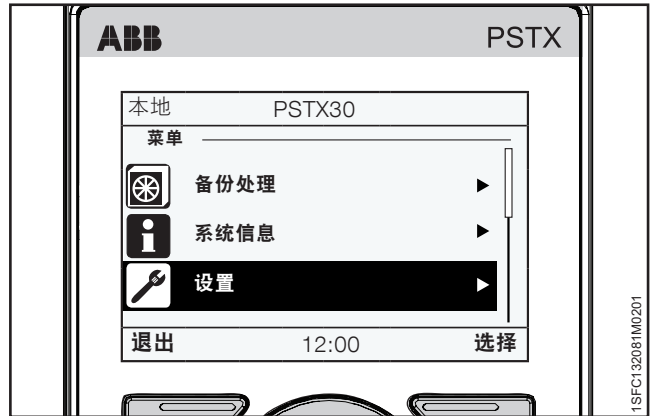 ABB PSTX
本地 PSTX30
菜单
备份处理
系统信息
设置
退出 12:00 选择
1SFC132081M0201